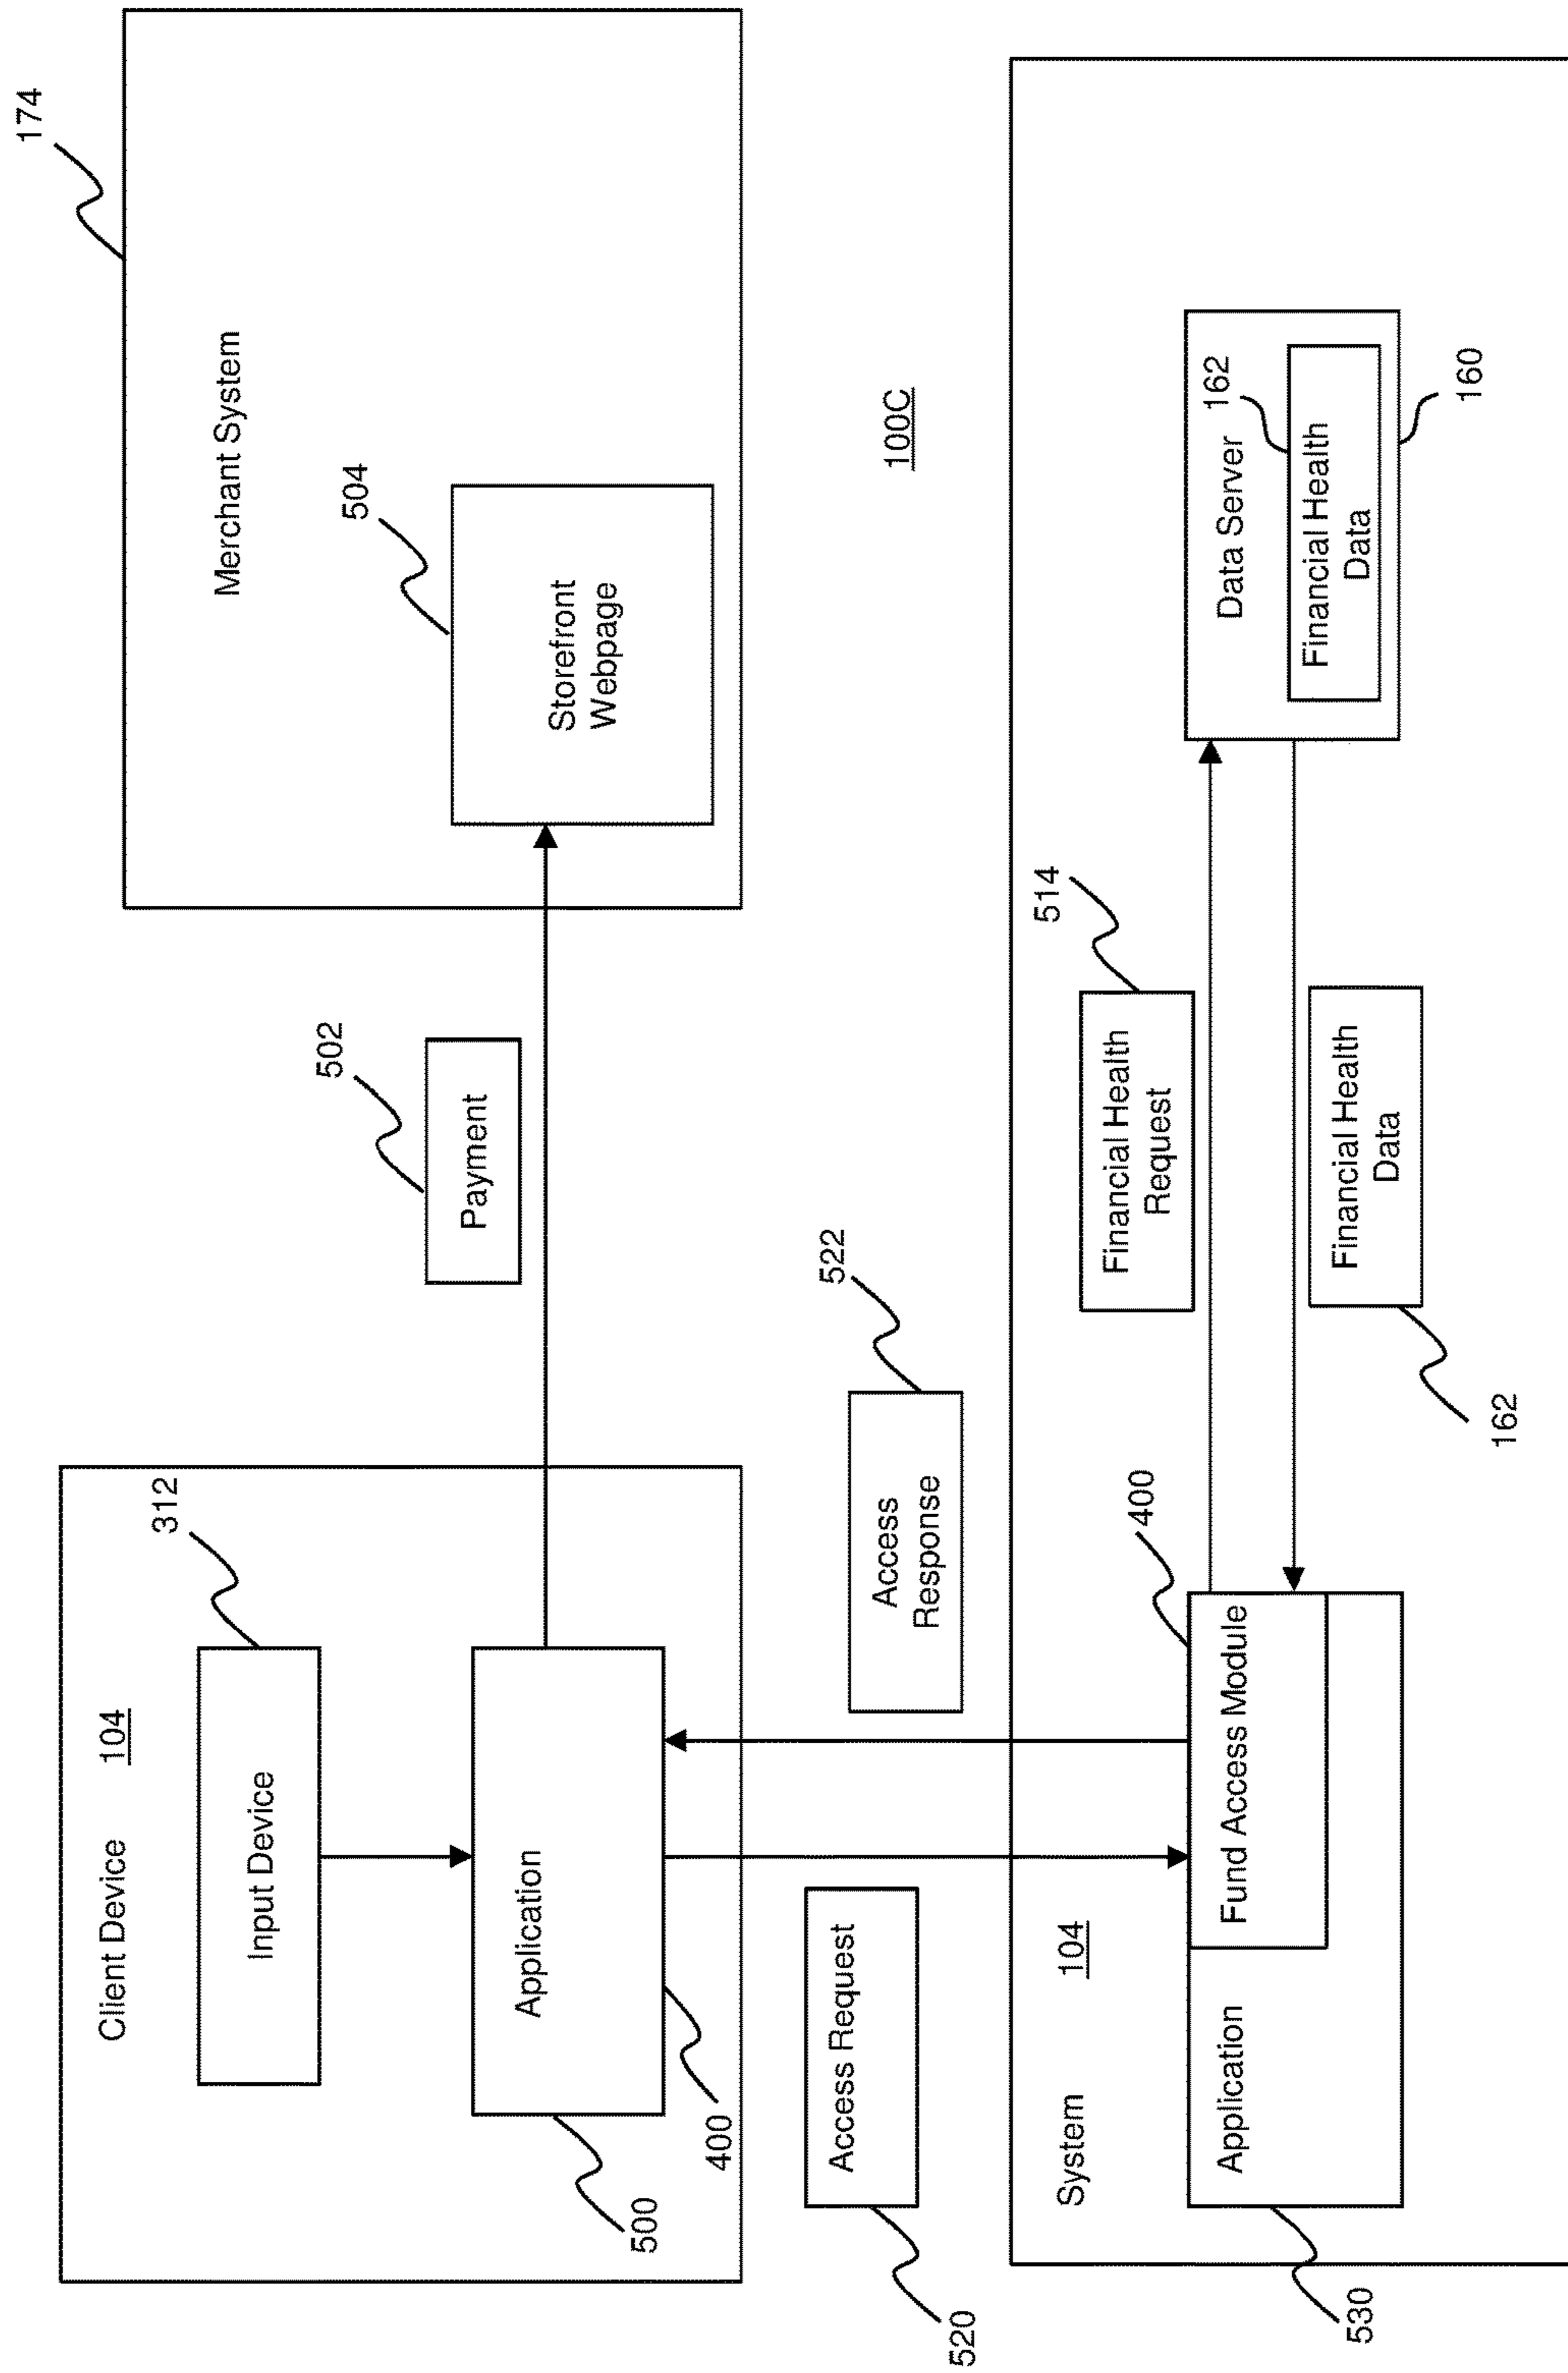 Client Device 104
312
Input Device
Application
500
400
502
Payment
174
Merchant System
504
Storefront
Webpage
520
Access Request
522
Access
Response
100C
System 104
530
Application
400
Fund Access Module
514
Financial Health
Request
Financial Health
Data
162
Data Server
162
Financial Health
Data
160